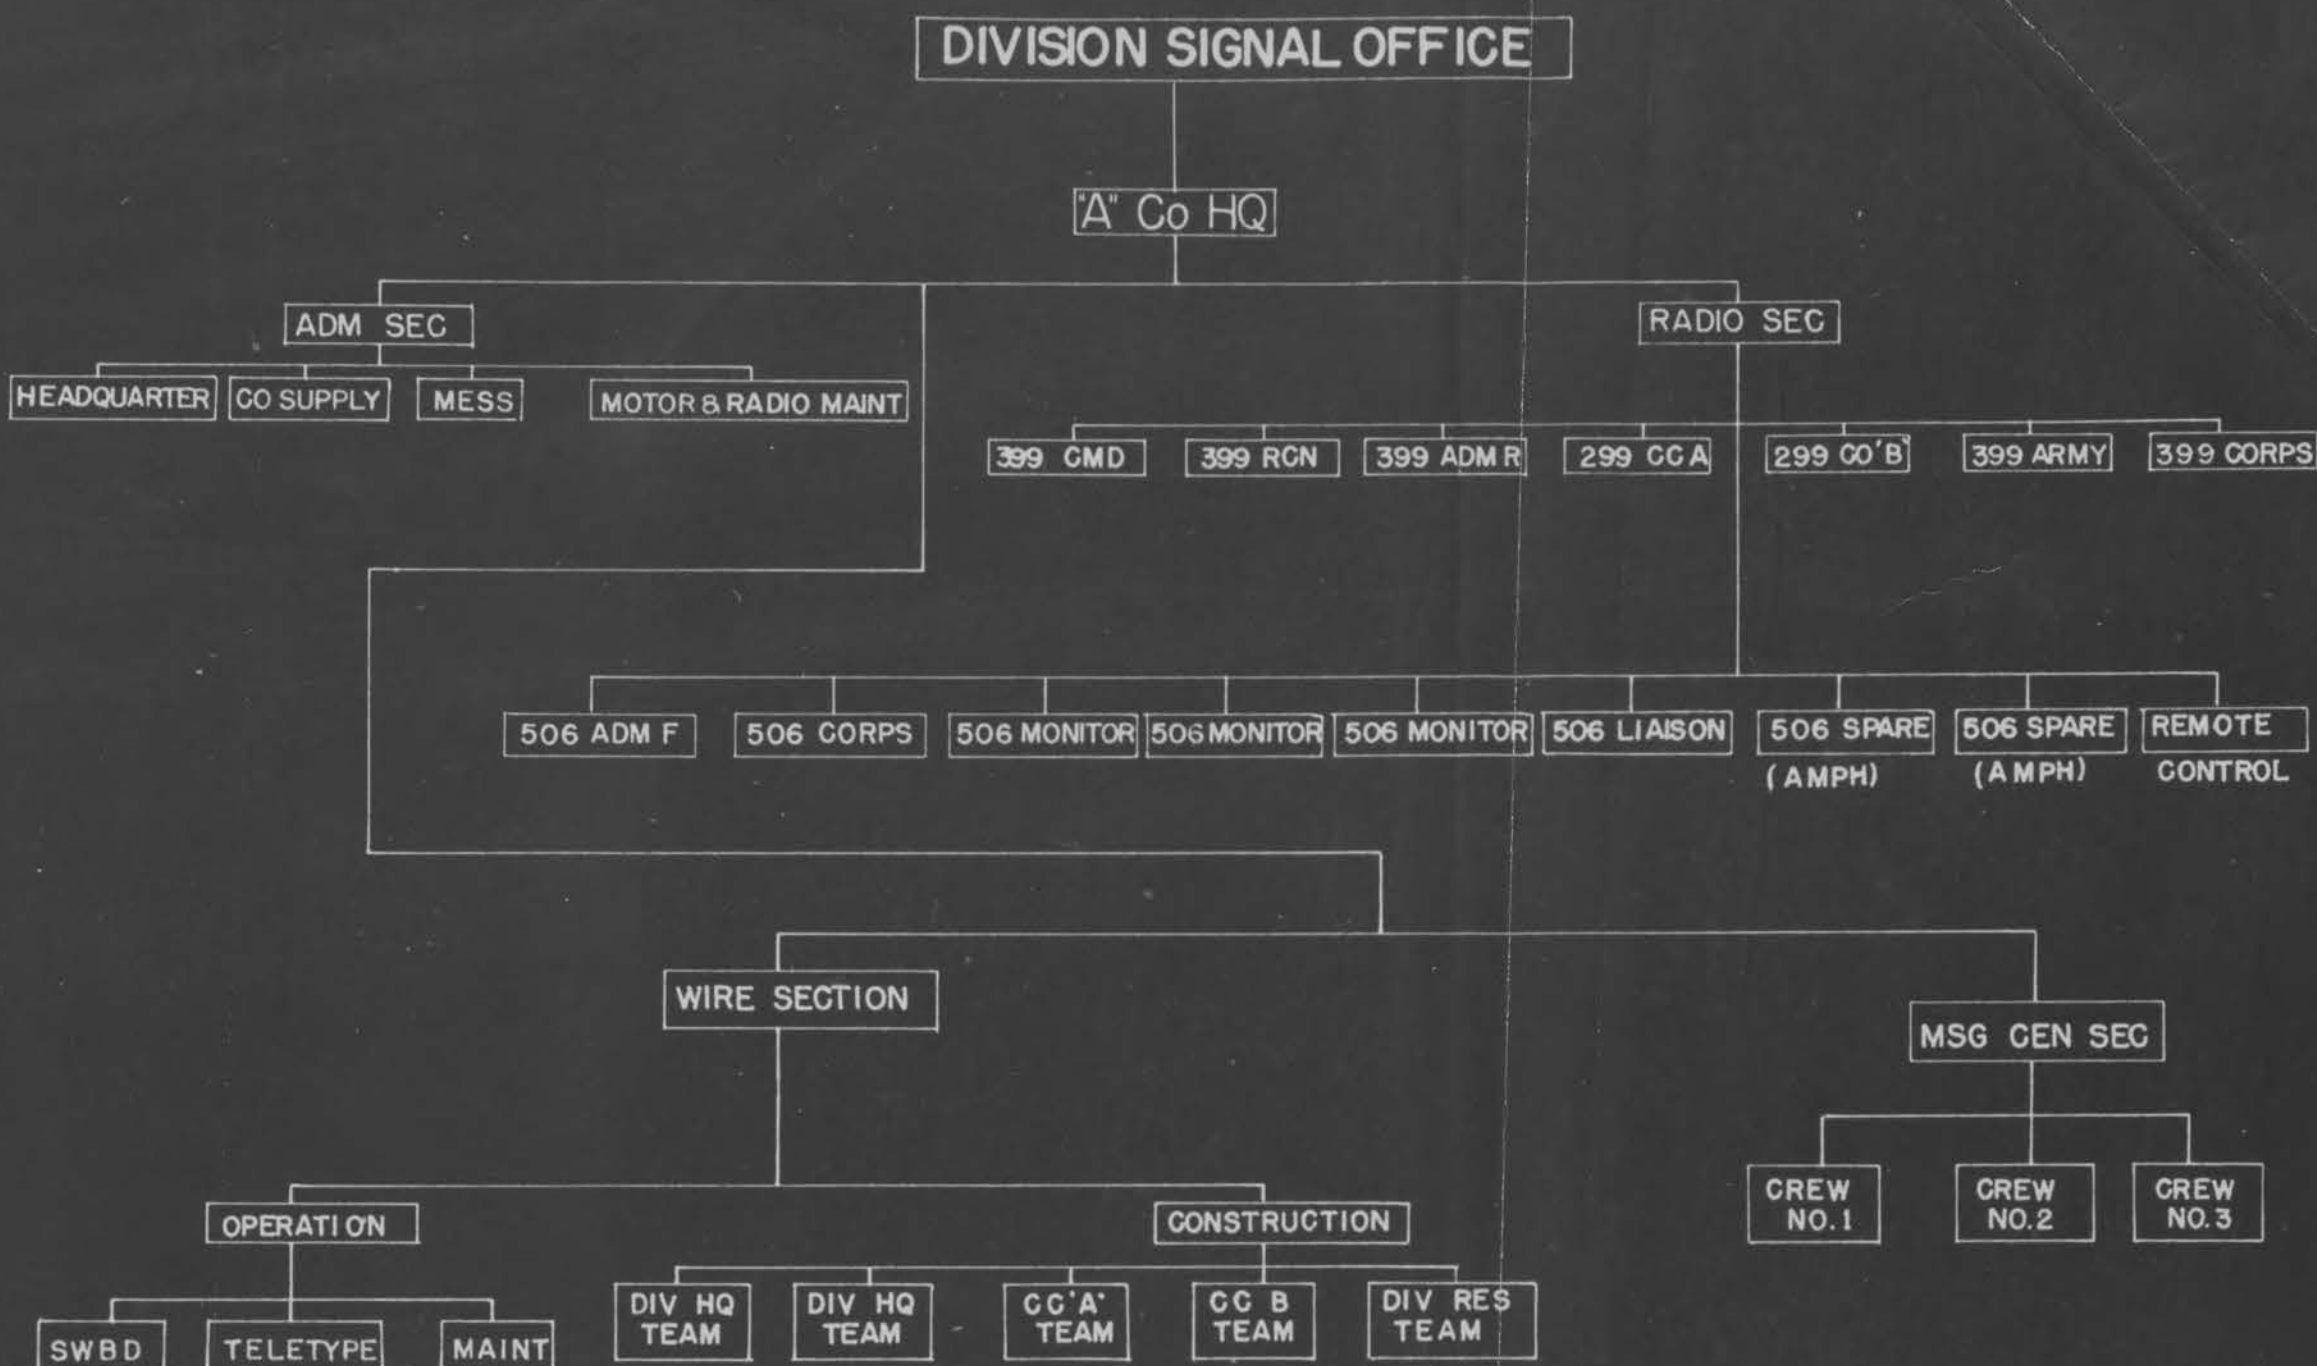 DIVISION SIGNAL OFFICE
"A" Co HQ
ADM SEC
RADIO SEC
HEADQUARTER
CO SUPPLY
MESS
MOTOR & RADIO MAINT
399 CMD
399 RCN
399 ADM R
299 CC A
299 CO'B'
399 ARMY
399 CORPS
506 ADM F
506 CORPS
506 MONITOR
506 MONITOR
506 MONITOR
506 LIAISON
506 SPARE
(AMPH)
506 SPARE
(AMPH)
REMOTE
CONTROL
WIRE SECTION
MSG CEN SEC
CREW
NO.1
CREW
NO.2
CREW
NO.3
OPERATION
CONSTRUCTION
SWBD
TELETYPE
MAINT
DIV HQ
TEAM
DIV HQ
TEAM
CC'A'
TEAM
CC B
TEAM
DIV RES
TEAM